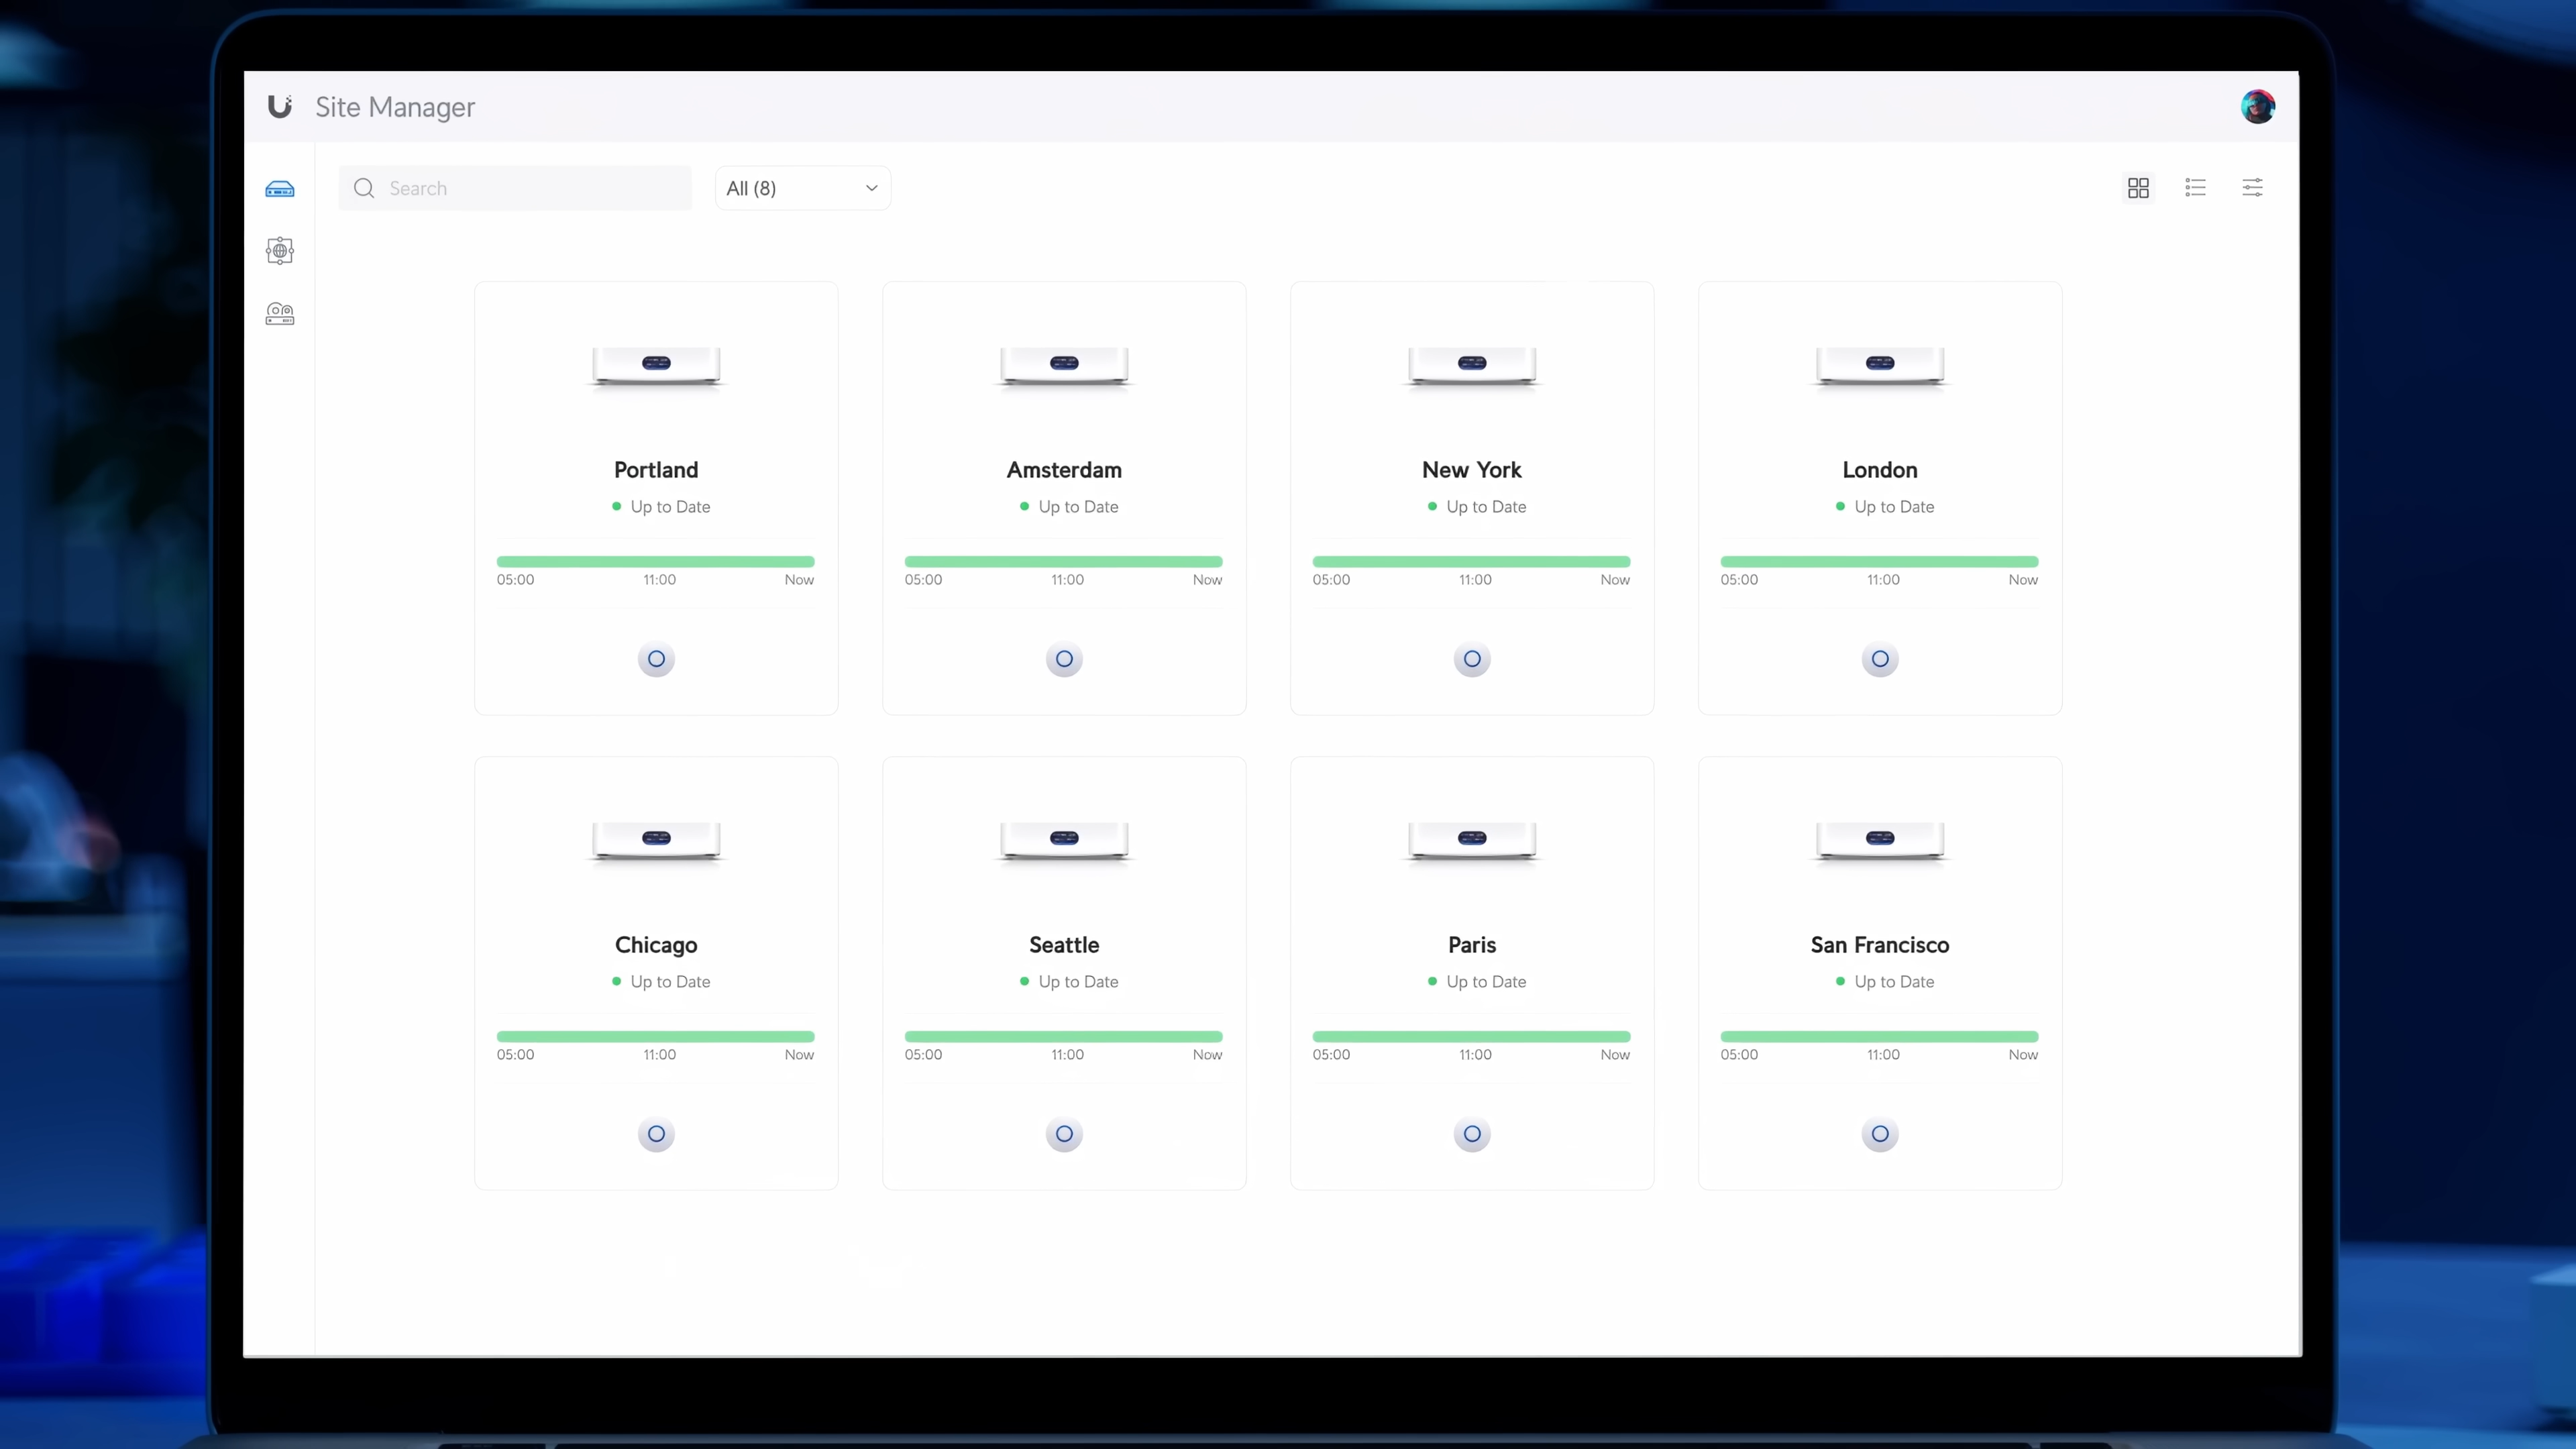 Site Manager
Search
All (8)
Portland
Up to Date
05:00 11:00 Now
Amsterdam
Up to Date
05:00 11:00 Now
New York
Up to Date
05:00 11:00 Now
London
Up to Date
05:00 11:00 Now
Chicago
Up to Date
05:00 11:00 Now
Seattle
Up to Date
05:00 11:00 Now
Paris
Up to Date
05:00 11:00 Now
San Francisco
Up to Date
05:00 11:00 Now